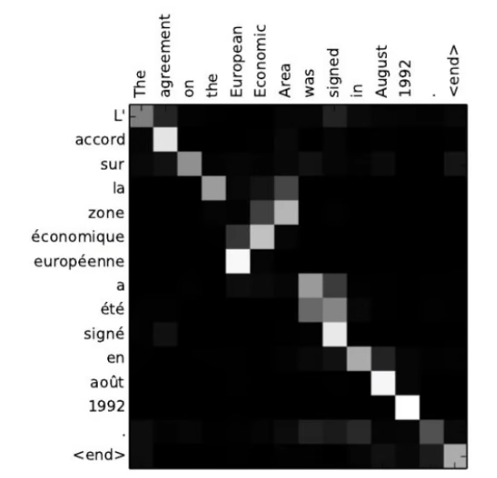 The
agreement
on
the
European
Economic
Area
was
signed
in
August
1992
.
<end>
L'
accord
sur
la
zone
économique
européenne
a
été
signé
en
août
1992
.
<end>